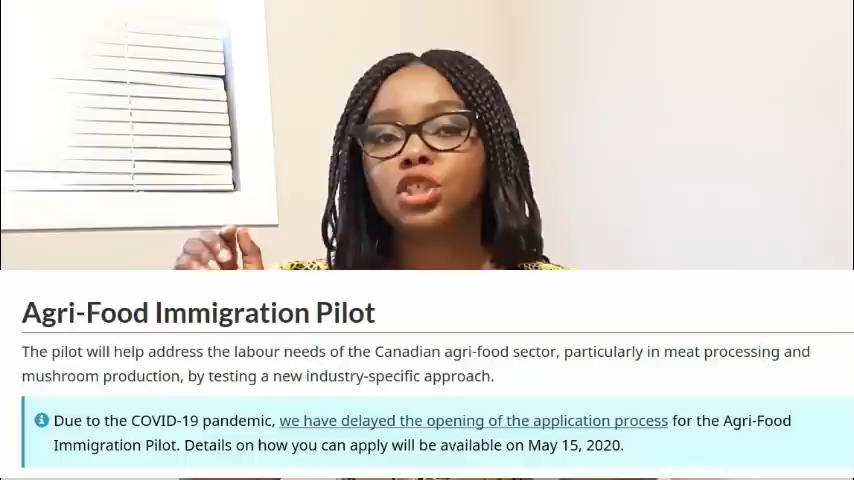 Agri-Food Immigration Pilot
The pilot will help address the labour needs of the Canadian agri-food sector, particularly in meat processing and
mushroom production, by testing a new industry-specific approach.
Due to the COVID-19 pandemic, we have delayed the opening of the application process for the Agri-Food
Immigration Pilot. Details on how you can apply will be available on May 15, 2020.